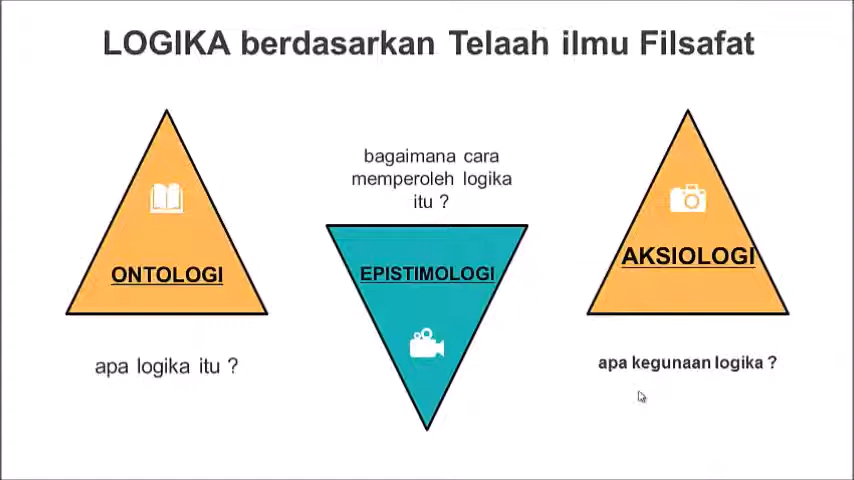 LOGIKA berdasarkan Telaah ilmu Filsafat
ONTOLOGI
apa logika itu ?
bagaimana cara
memperoleh logika
itu ?
EPISTIMOLOGI
AKSIOLOGI
apa kegunaan logika ?